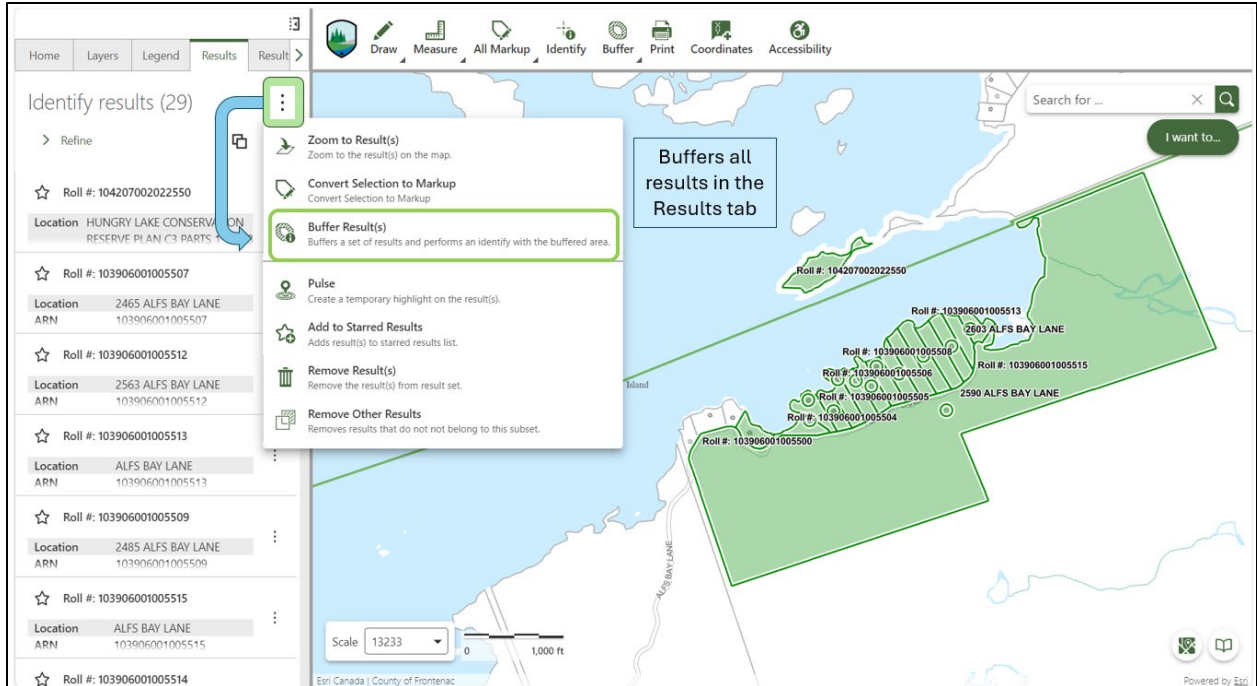 Draw
Measure
All Markup
Identify
Buffer
Print
Coordinates
Accessibility
Home
Layers
Legend
Results
Result
Identify results (29)
Refine
Roll #: 104207002022550
Location HUNGRY LAKE CONSERVATION
RESERVE PLAN C3 PARTS
Roll #: 103906001005507
Location 2465 ALFS BAY LANE
ARN 103906001005507
Roll #: 103906001005512
Location 2563 ALFS BAY LANE
ARN 103906001005512
Roll #: 103906001005513
Location ALFS BAY LANE
ARN 103906001005513
Roll #: 103906001005509
Location 2485 ALFS BAY LANE
ARN 103906001005509
Roll #: 103906001005515
Location ALFS BAY LANE
ARN 103906001005515
Roll #: 103906001005514
Zoom to Result(s)
Zoom to the result(s) on the map.
Convert Selection to Markup
Convert Selection to Markup
Buffer Result(s)
Buffers a set of results and performs an identify with the buffered area.
Pulse
Create a temporary highlight on the result(s).
Add to Starred Results
Adds result(s) to starred results list.
Remove Result(s)
Remove the result(s) from result set.
Remove Other Results
Removes results that do not not belong to this subset.
Buffers all
results in the
Results tab
Search for ...
I want to...
Roll #: 104207002022550
Roll #: 103906001005513
2603 ALFS BAY LANE
Roll #: 103906001005508
Roll #: 103906001005515
Roll #: 103906001005506
Island
Roll #: 103906001005505
2590 ALFS BAY LANE
Roll #: 103906001005504
Roll #: 103906001005500
ALFS BAY LANE
Scale 13233
0 1,000 ft
Esri Canada | County of Frontenac
Powered by Esri